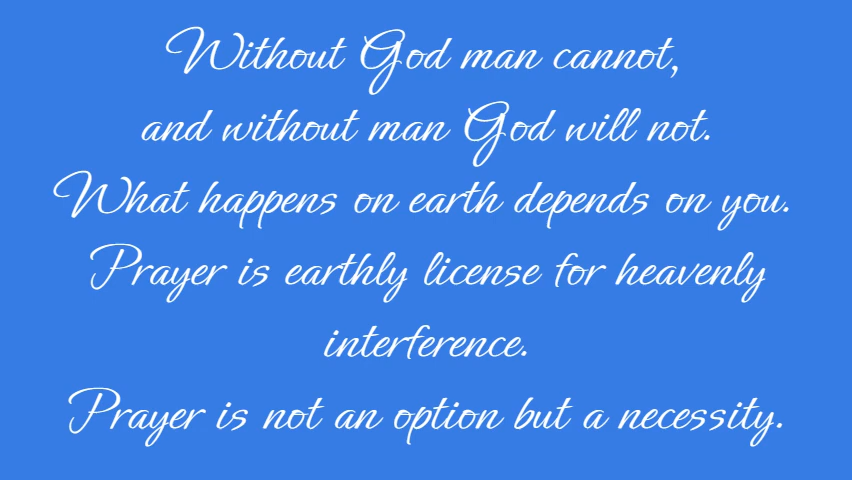 Without God man cannot,
and without man God will not.
What happens on earth depends on you.
Prayer is earthly license for heavenly
interference.
Prayer is not an option but a necessity.